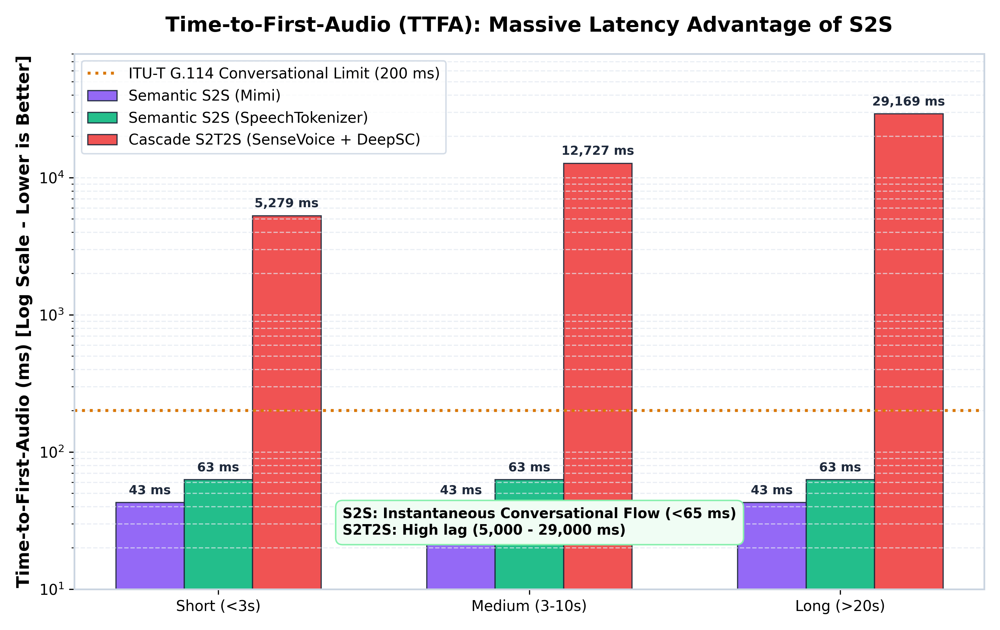 Time-to-First-Audio (TTFA): Massive Latency Advantage of S2S
Time-to-First-Audio (ms) [Log Scale - Lower is Better]
ITU-T G.114 Conversational Limit (200 ms)
Semantic S2S (Mimi)
Semantic S2S (SpeechTokenizer)
Cascade S2T2S (SenseVoice + DeepSC)
29,169 ms
12,727 ms
5,279 ms
10⁴
10³
10²
10¹
43 ms
63 ms
43 ms
63 ms
43 ms
63 ms
S2S: Instantaneous Conversational Flow (<65 ms)
S2T2S: High lag (5,000 - 29,000 ms)
Short (<3s)
Medium (3-10s)
Long (>20s)